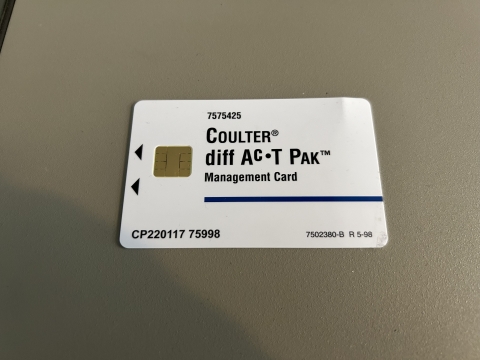 7575425
COULTER®
diff Ac•T PAK™
Management Card
CP220117 75998
7502380-B R 5-98